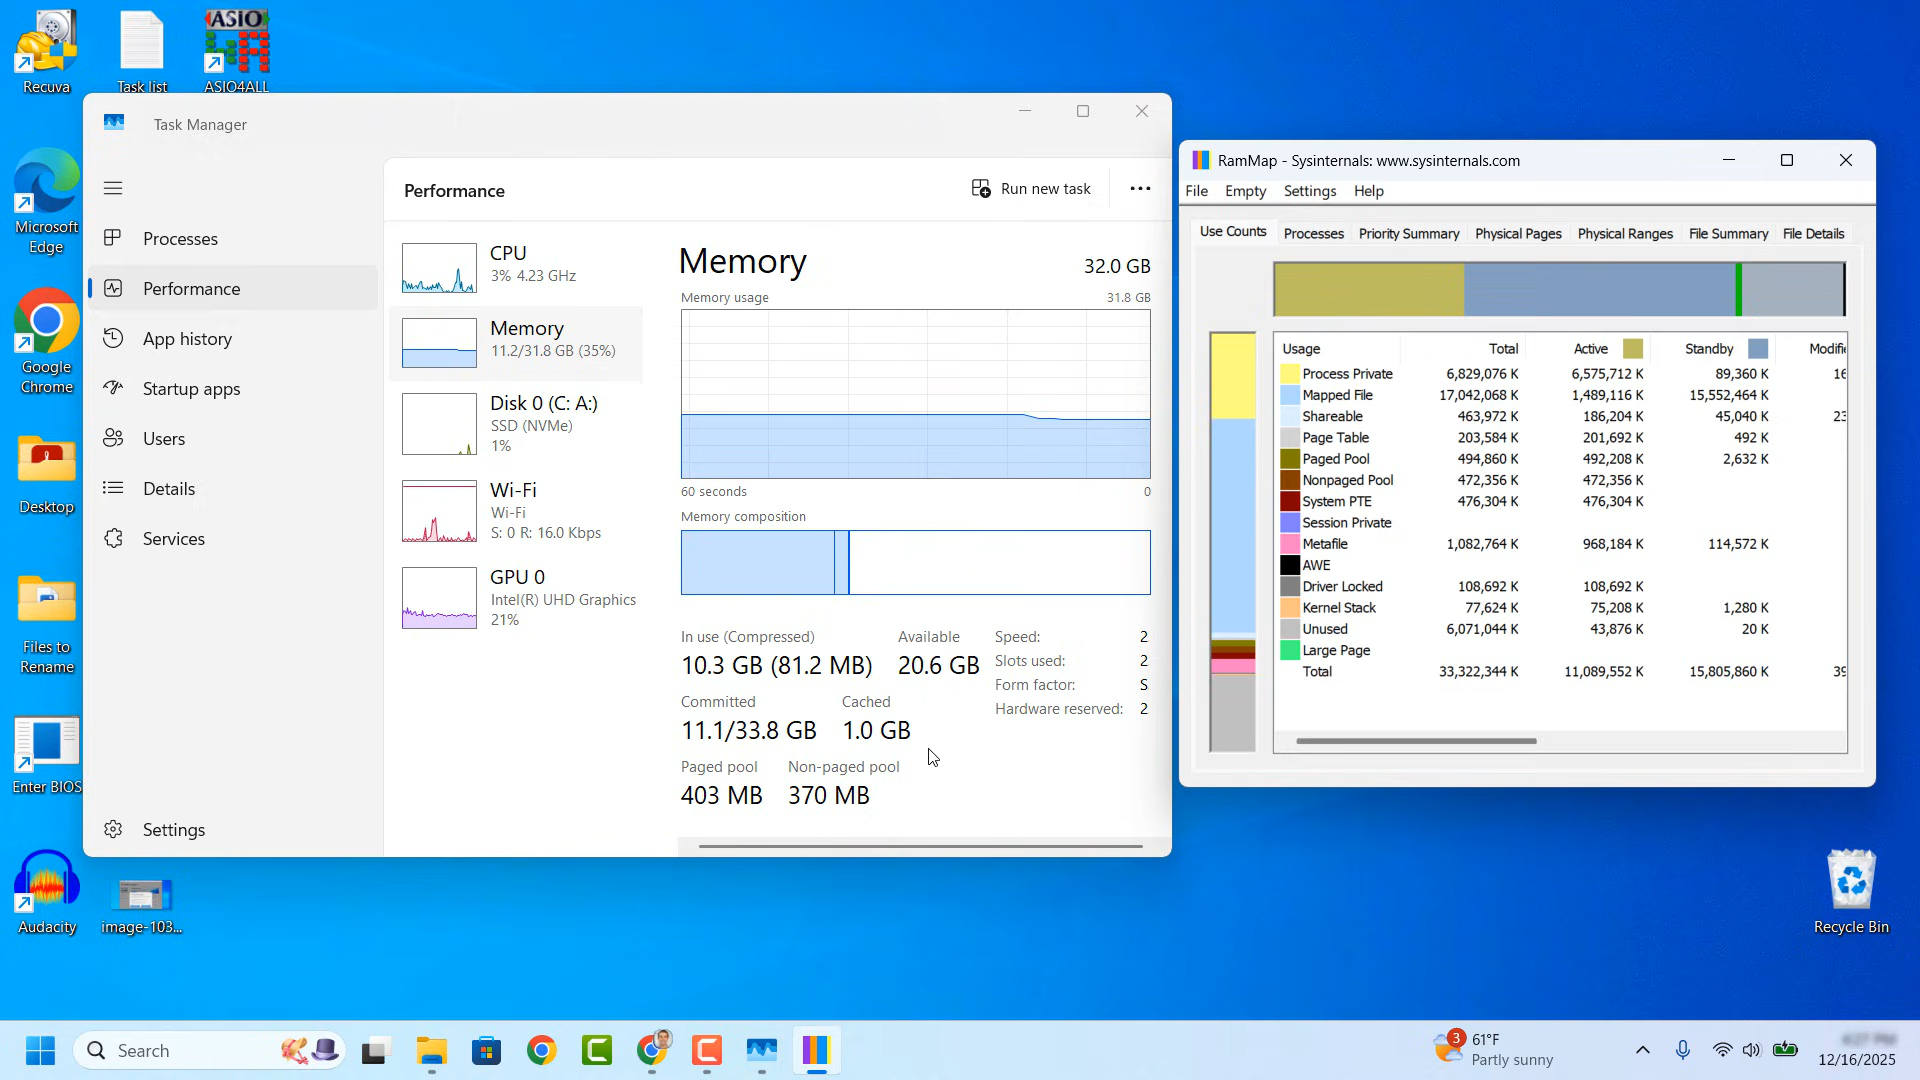 Recuva
Task list
ASIO
ASIO4ALL
Microsoft
Edge
Google
Chrome
Desktop
Files to
Rename
Enter BIOS
Audacity
image-103...
Recycle Bin
Task Manager
Processes
Performance
App history
Startup apps
Users
Details
Services
Settings
Performance
Run new task
CPU
3% 4.23 GHz
Memory
11.2/31.8 GB (35%)
Disk 0 (C: A:)
SSD (NVMe)
1%
Wi-Fi
Wi-Fi
S: 0 R: 16.0 Kbps
GPU 0
Intel(R) UHD Graphics
21%
Memory 32.0 GB
Memory usage 31.8 GB
60 seconds 0
Memory composition
In use (Compressed) Available
10.3 GB (81.2 MB) 20.6 GB
Committed Cached
11.1/33.8 GB 1.0 GB
Paged pool Non-paged pool
403 MB 370 MB
Speed: 2
Slots used: 2
Form factor: S
Hardware reserved: 2
RamMap - Sysinternals: www.sysinternals.com
File Empty Settings Help
Use Counts Processes Priority Summary Physical Pages Physical Ranges File Summary File Details
Usage Total Active Standby Modifie
Process Private 6,829,076 K 6,575,712 K 89,360 K 16
Mapped File 17,042,068 K 1,489,116 K 15,552,464 K
Shareable 463,972 K 186,204 K 45,040 K 23
Page Table 203,584 K 201,692 K 492 K
Paged Pool 494,860 K 492,208 K 2,632 K
Nonpaged Pool 472,356 K 472,356 K
System PTE 476,304 K 476,304 K
Session Private
Metafile 1,082,764 K 968,184 K 114,572 K
AWE
Driver Locked 108,692 K 108,692 K
Kernel Stack 77,624 K 75,208 K 1,280 K
Unused 6,071,044 K 43,876 K 20 K
Large Page
Total 33,322,344 K 11,089,552 K 15,805,860 K 39
Search
3
61°F
Partly sunny
12/16/2025